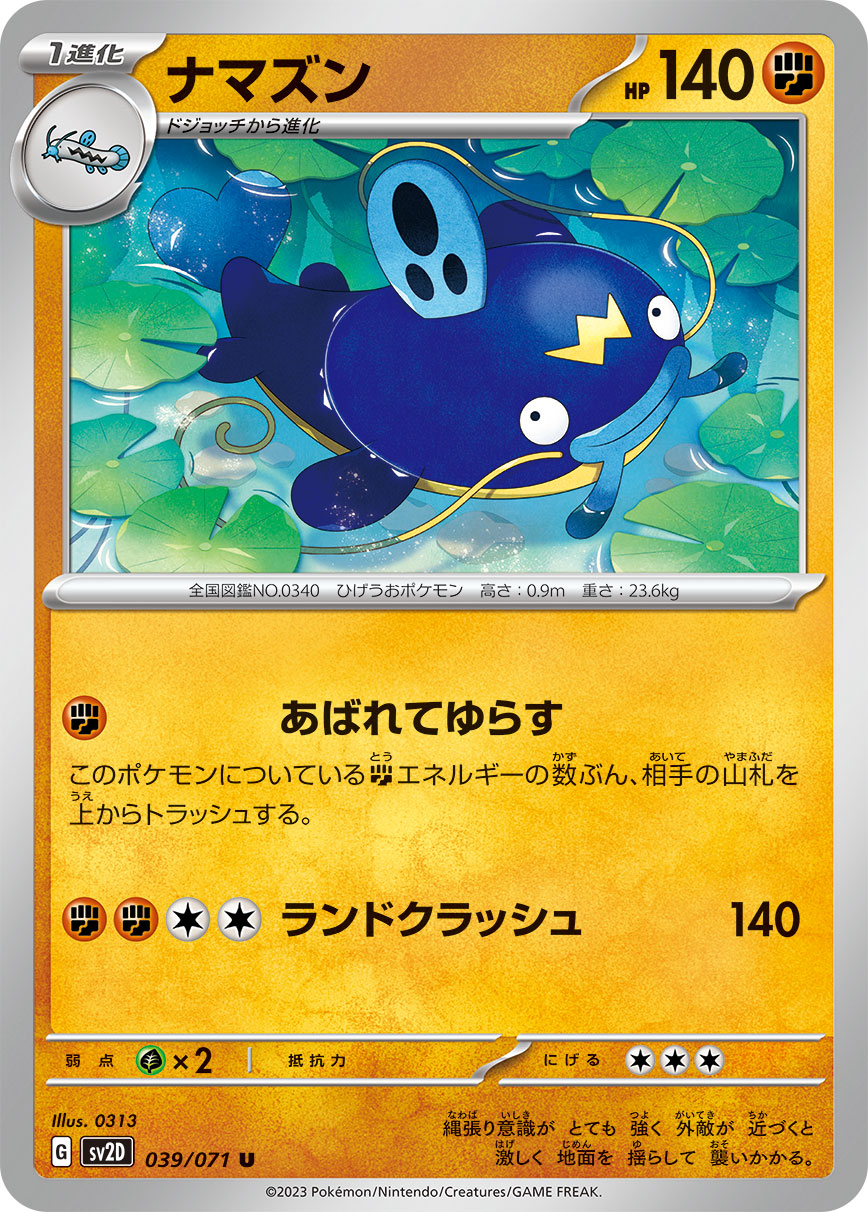 1進化
ナマズン
HP 140
ドジョッチから進化
全国図鑑NO.0340 ひげうおポケモン 高さ:0.9m 重さ:23.6kg
あばれてゆらす
このポケモンについているエネルギーの数ぶん、相手の山札を
上からトラッシュする。
ランドクラッシュ 140
弱点 ×2 抵抗力 にげる
Illus. 0313
縄張り意識が とても 強く 外敵が 近づくと
激しく 地面を 揺らして 襲いかかる。
G sv2D 039/071 U
©2023 Pokémon/Nintendo/Creatures/GAME FREAK.